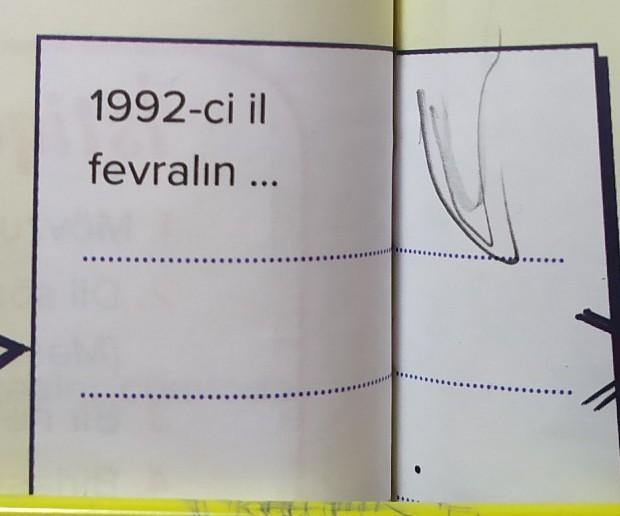 1992-ci il
fevralın ...